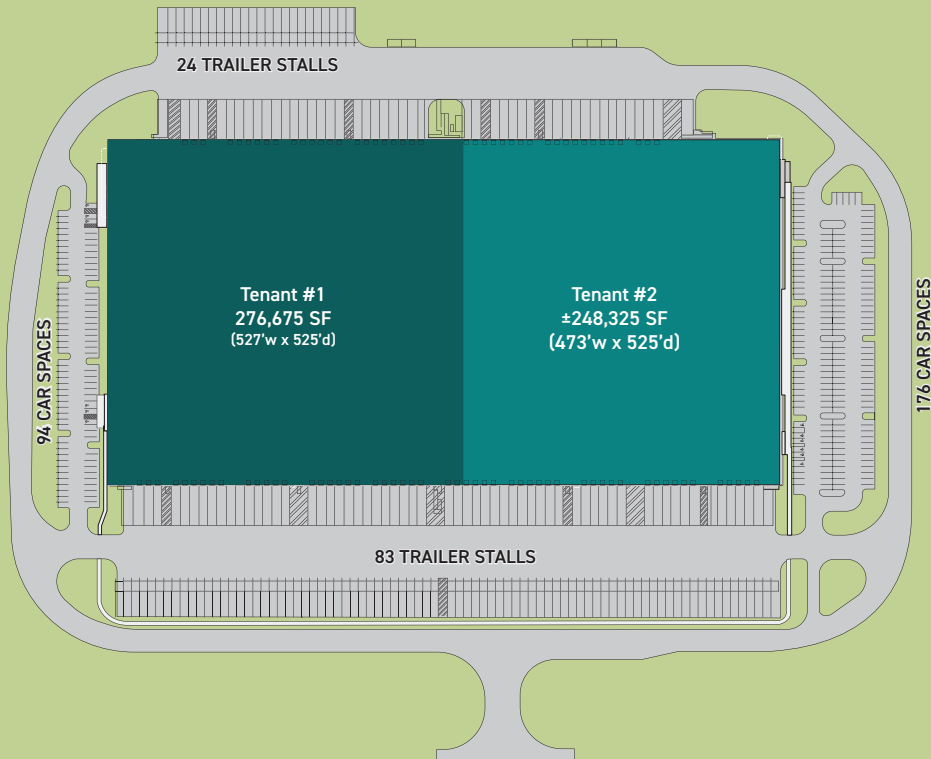 24 TRAILER STALLS
Tenant #1
276,675 SF
(527'w x 525'd)
Tenant #2
±248,325 SF
(473'w x 525'd)
94 CAR SPACES
176 CAR SPACES
83 TRAILER STALLS